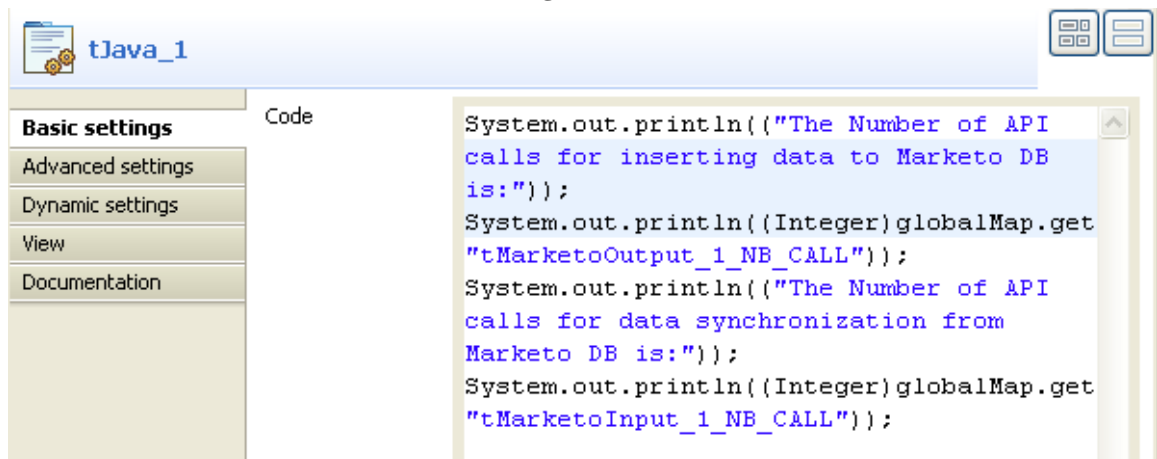 tJava_1
Basic settings
Advanced settings
Dynamic settings
View
Documentation
Code
System.out.println(("The Number of API
calls for inserting data to Marketo DB
is:"));
System.out.println((Integer)globalMap.get
"tMarketoOutput_1_NB_CALL"));
System.out.println(("The Number of API
calls for data synchronization from
Marketo DB is:"));
System.out.println((Integer)globalMap.get
"tMarketoInput_1_NB_CALL"));